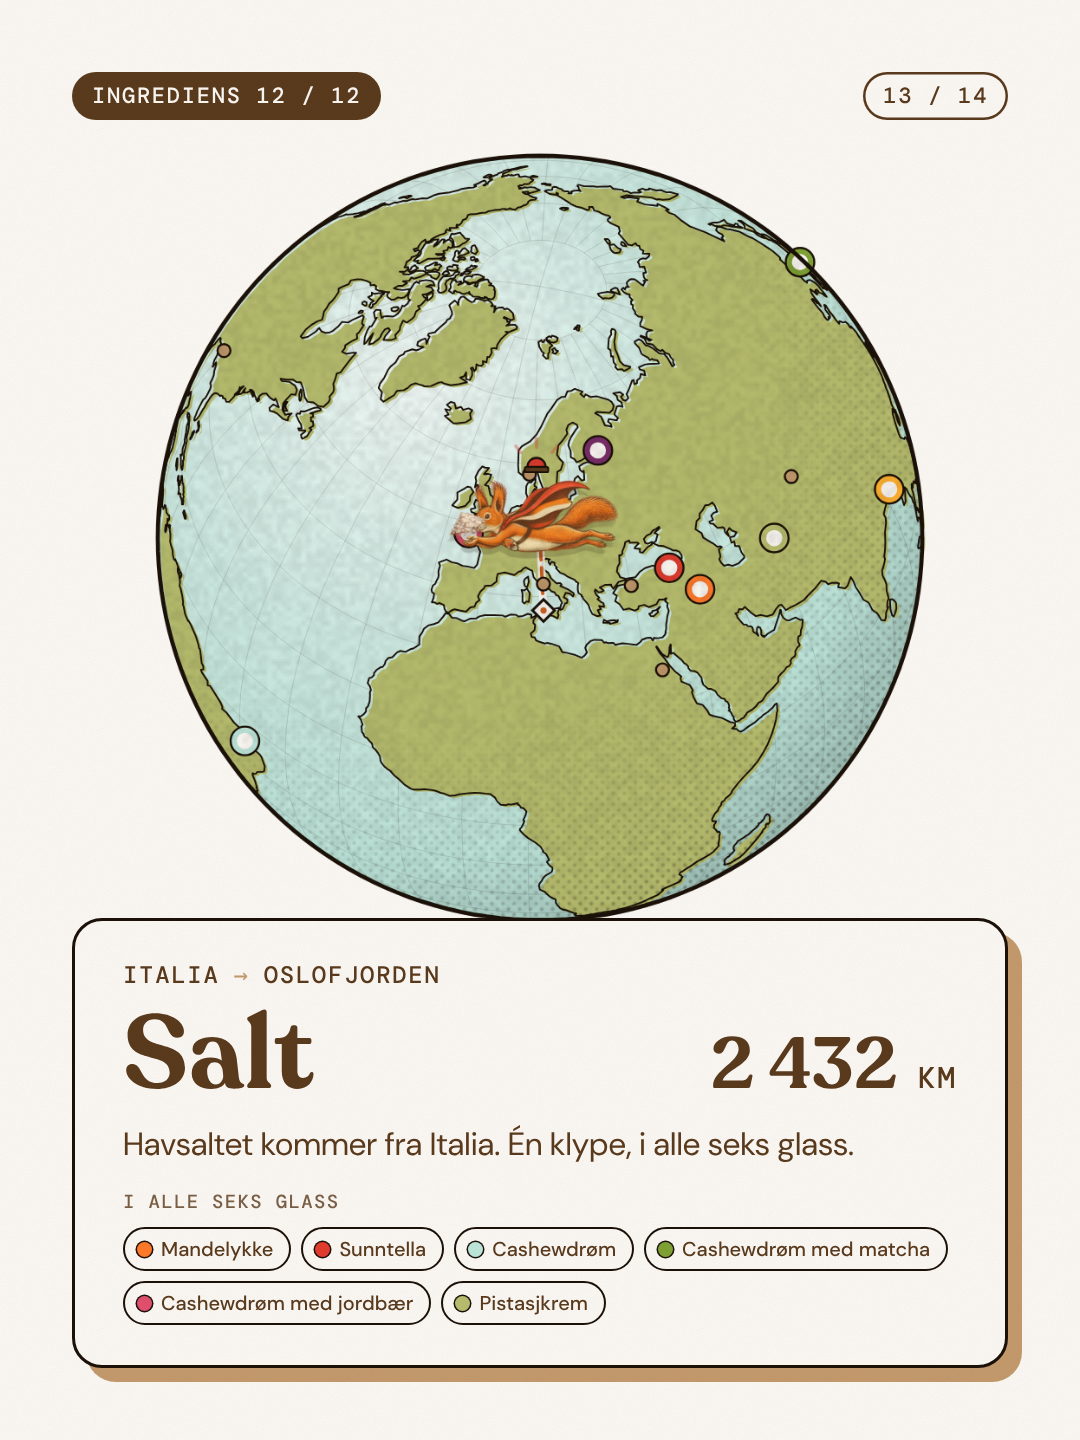 INGREDIENS 12 / 12
13 / 14
ITALIA → OSLOFJORDEN
Salt
2 432 KM
Havsaltet kommer fra Italia. Én klype, i alle seks glass.
I ALLE SEKS GLASS
Mandelykke
Sunntella
Cashewdrøm
Cashewdrøm med matcha
Cashewdrøm med jordbær
Pistasjkrem